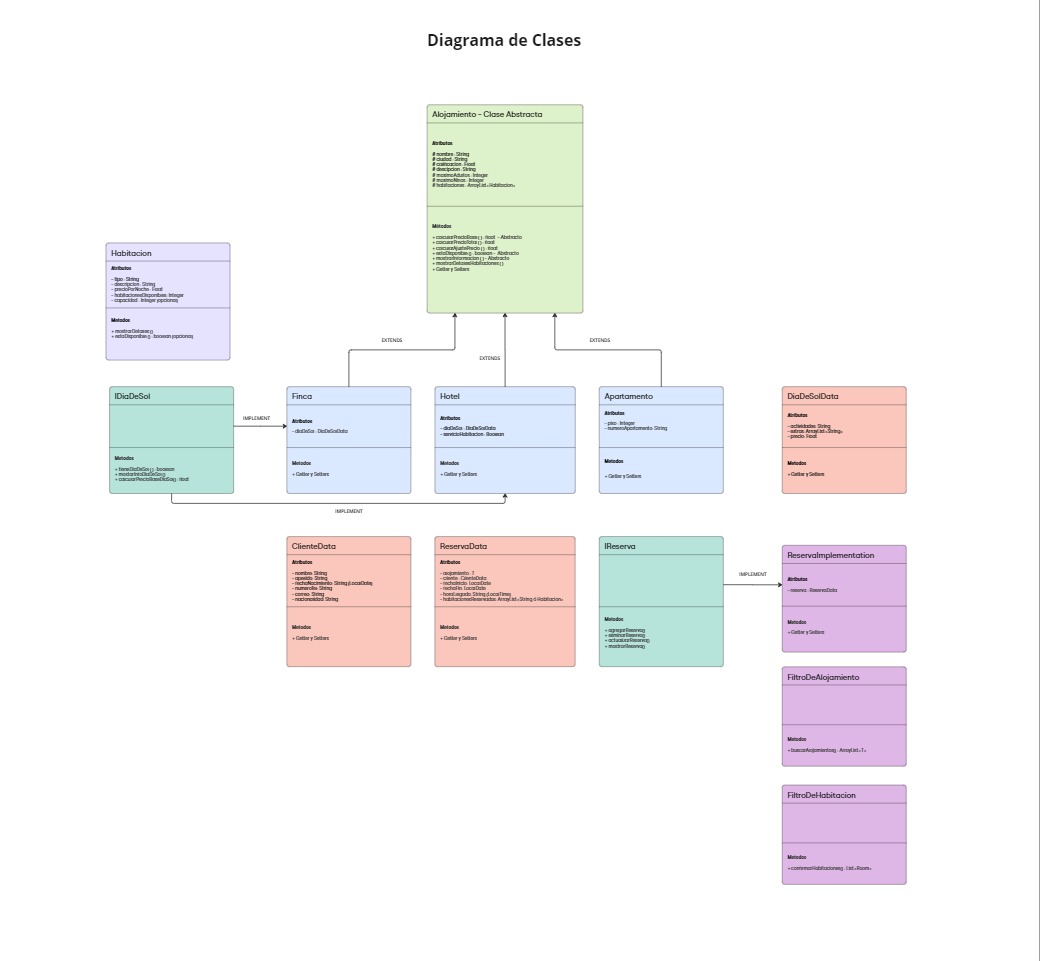 Diagrama de Clases
Alojamiento - Clase Abstracta
Atributos
# nombre : String
# ciudad : String
# calificacion : Float
# descipcion : String
# maximoAdultos : Integer
# maximoNinos : Integer
# habitaciones : ArrayList<Habitacion>
Métodos
+ calcularPrecioBase () : float - Abstracto
+ calcularPrecioTotal () : float
+ calcularAjustePrecio () : float
+ estaDisponible () : boolean - Abstracto
+ mostrarInformacion () - Abstracto
+ mostrarDetallesHabitaciones ()
+ Getter y Setters
Habitacion
Atributos
- tipo : String
- descripcion : String
- precioPorNoche : Float
- habitacionesDisponibles: Integer
- capacidad : Integer (opcional)
Metodos
+ mostrarDetalles()
+ estaDisponible () : boolean (opcional)
EXTENDS
EXTENDS
EXTENDS
IDiaDeSol
Metodos
+ tieneDiaDeSol () : boolean
+ mostarInfoDiaDeSol ()
+ calcularPrecioBaseDiaSol() : float
IMPLEMENT
Finca
Atributos
- diaDeSol : DiaDeSolData
Metodos
+ Getter y Setters
Hotel
Atributos
- diaDeSol : DiaDeSolData
- servicioHabitacion : Boolean
Metodos
+ Getter y Setters
Apartamento
Atributos
- piso : Integer
- numeroApartamento: String
Metodos
+ Getter y Setters
DiaDeSolData
Atributos
- actividades: String
- extras: ArrayList<String>
- precio: Float
Metodos
+ Getter y Setters
IMPLEMENT
ClienteData
Atributos
- nombre: String
- apellido: String
- fechaNacimiento: String (LocalDate)
- numeroTel: String
- correo: String
- nacionalidad: String
Metodos
+ Getter y Setters
ReservaData
Atributos
- alojamiento : T
- cliente : ClienteData
- fechaInicio: LocalDate
- fechaFin: LocalDate
- horaLlegada: String (LocalTime)
- habitacionesReservadas: ArrayList<String ó Habitacion>
Metodos
+ Getter y Setters
IReserva
Metodos
+ agregarReserva()
+ eliminarReserva()
+ actualizarReserva()
+ mostrarReserva()
IMPLEMENT
ReservaImplementation
Atributos
- reserva : ReservaData
Metodos
+ Getter y Setters
FiltroDeAlojamiento
Metodos
+ buscarAlojamiento() : ArrayList<T>
FiltroDeHabitacion
Metodos
+ confirmarHabitaciones() : List<Room>